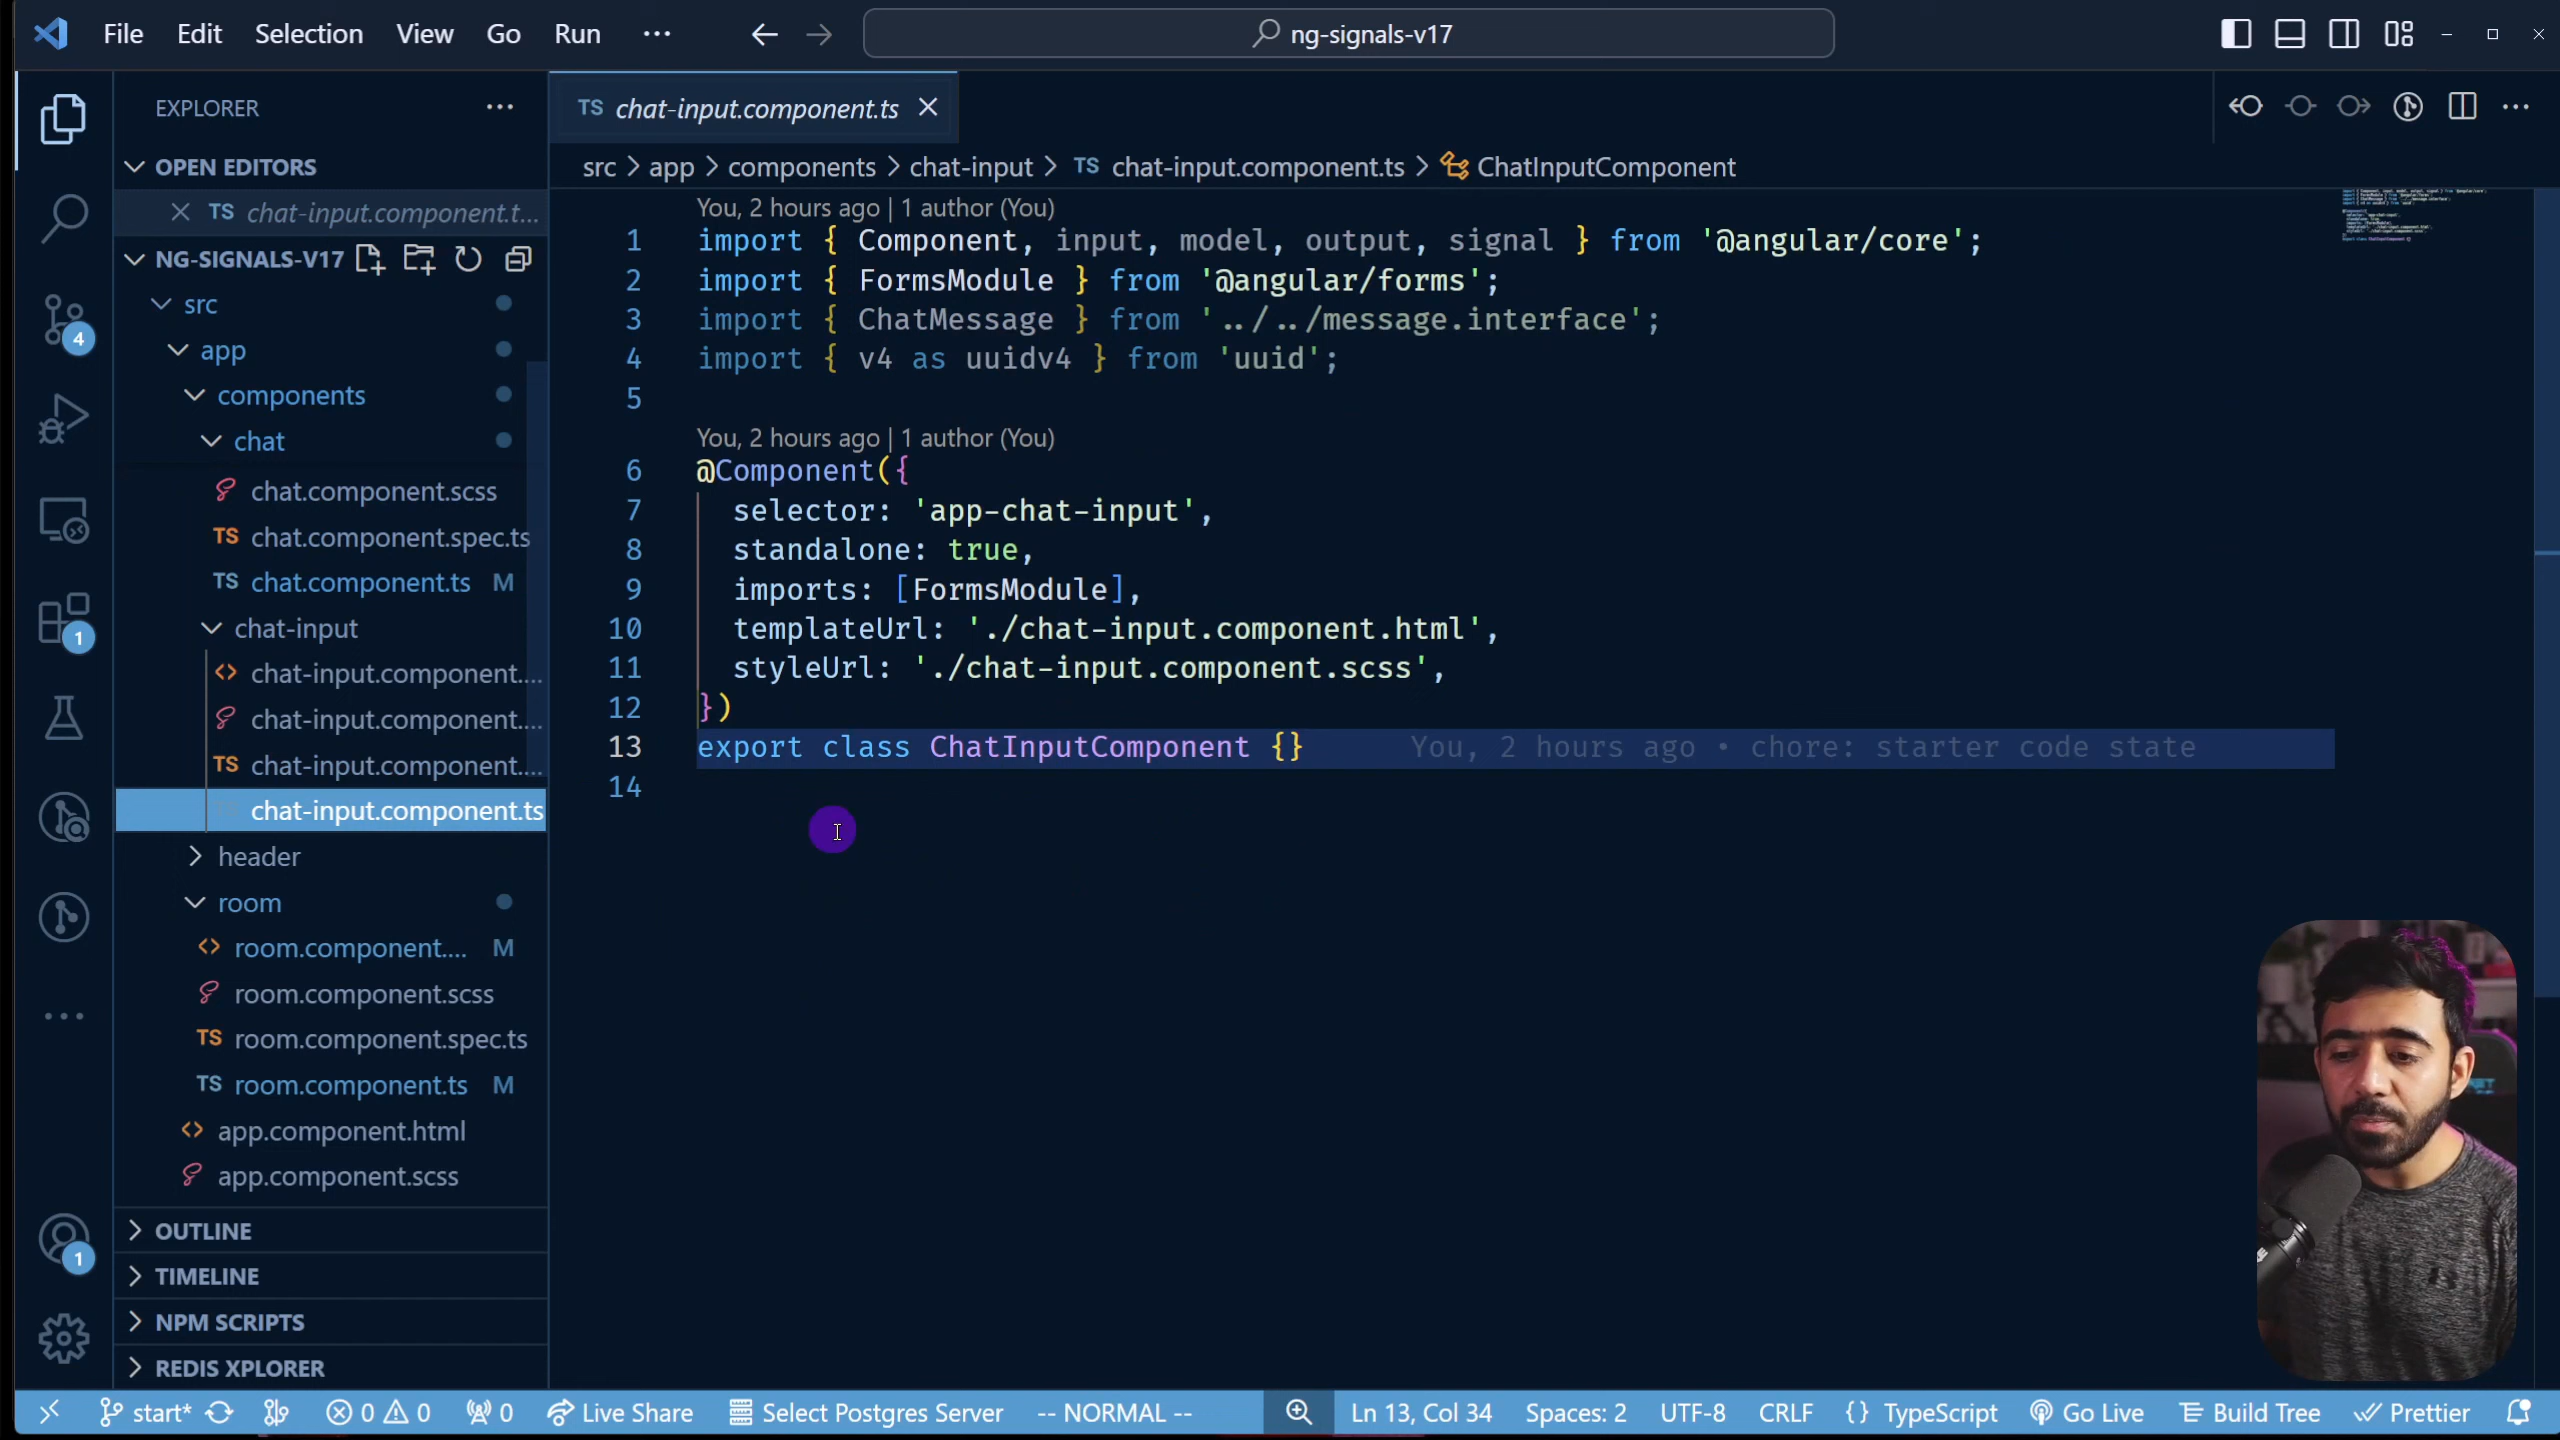 File Edit Selection View Go Run ··· ng-signals-v17
EXPLORER ···
OPEN EDITORS
TS chat-input.component.t...
NG-SIGNALS-V17
src
app
components
chat
chat.component.scss
TS chat.component.spec.ts
TS chat.component.ts M
chat-input
<> chat-input.component....
chat-input.component....
TS chat-input.component....
chat-input.component.ts
header
room
<> room.component.... M
room.component.scss
TS room.component.spec.ts
TS room.component.ts M
<> app.component.html
app.component.scss
OUTLINE
TIMELINE
NPM SCRIPTS
REDIS XPLORER
4
1
1
TS chat-input.component.ts
src > app > components > chat-input > TS chat-input.component.ts > ChatInputComponent
You, 2 hours ago | 1 author (You)
1 import { Component, input, model, output, signal } from '@angular/core';
2 import { FormsModule } from '@angular/forms';
3 import { ChatMessage } from '../../message.interface';
4 import { v4 as uuidv4 } from 'uuid';
5
You, 2 hours ago | 1 author (You)
6 @Component({
7 selector: 'app-chat-input',
8 standalone: true,
9 imports: [FormsModule],
10 templateUrl: './chat-input.component.html',
11 styleUrl: './chat-input.component.scss',
12 })
13 export class ChatInputComponent {} You, 2 hours ago • chore: starter code state
14
start* 0 0 0 Live Share Select Postgres Server -- NORMAL -- Ln 13, Col 34 Spaces: 2 UTF-8 CRLF {} TypeScript Go Live Build Tree Prettier